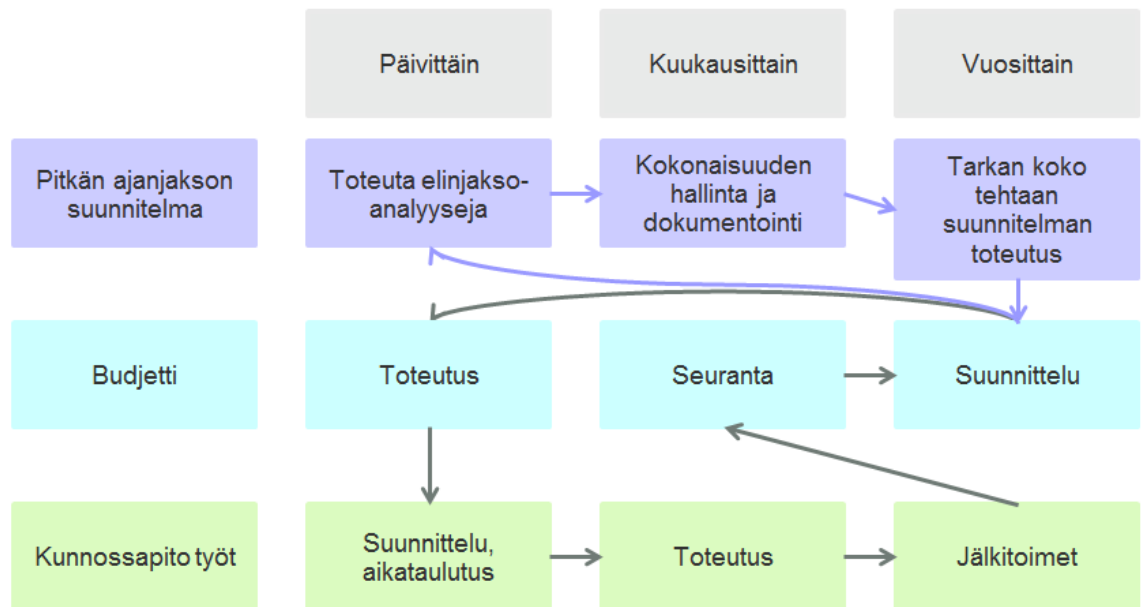 Päivittäin
Kuukausittain
Vuosittain
Pitkän ajanjakson
suunnitelma
Toteuta elinjakso-
analyyseja
Kokonaisuuden
hallinta ja
dokumentointi
Tarkan koko
tehtaan
suunnitelman
toteutus
Budjetti
Toteutus
Seuranta
Suunnittelu
Kunnossapito työt
Suunnittelu,
aikataulutus
Toteutus
Jälkitoimet